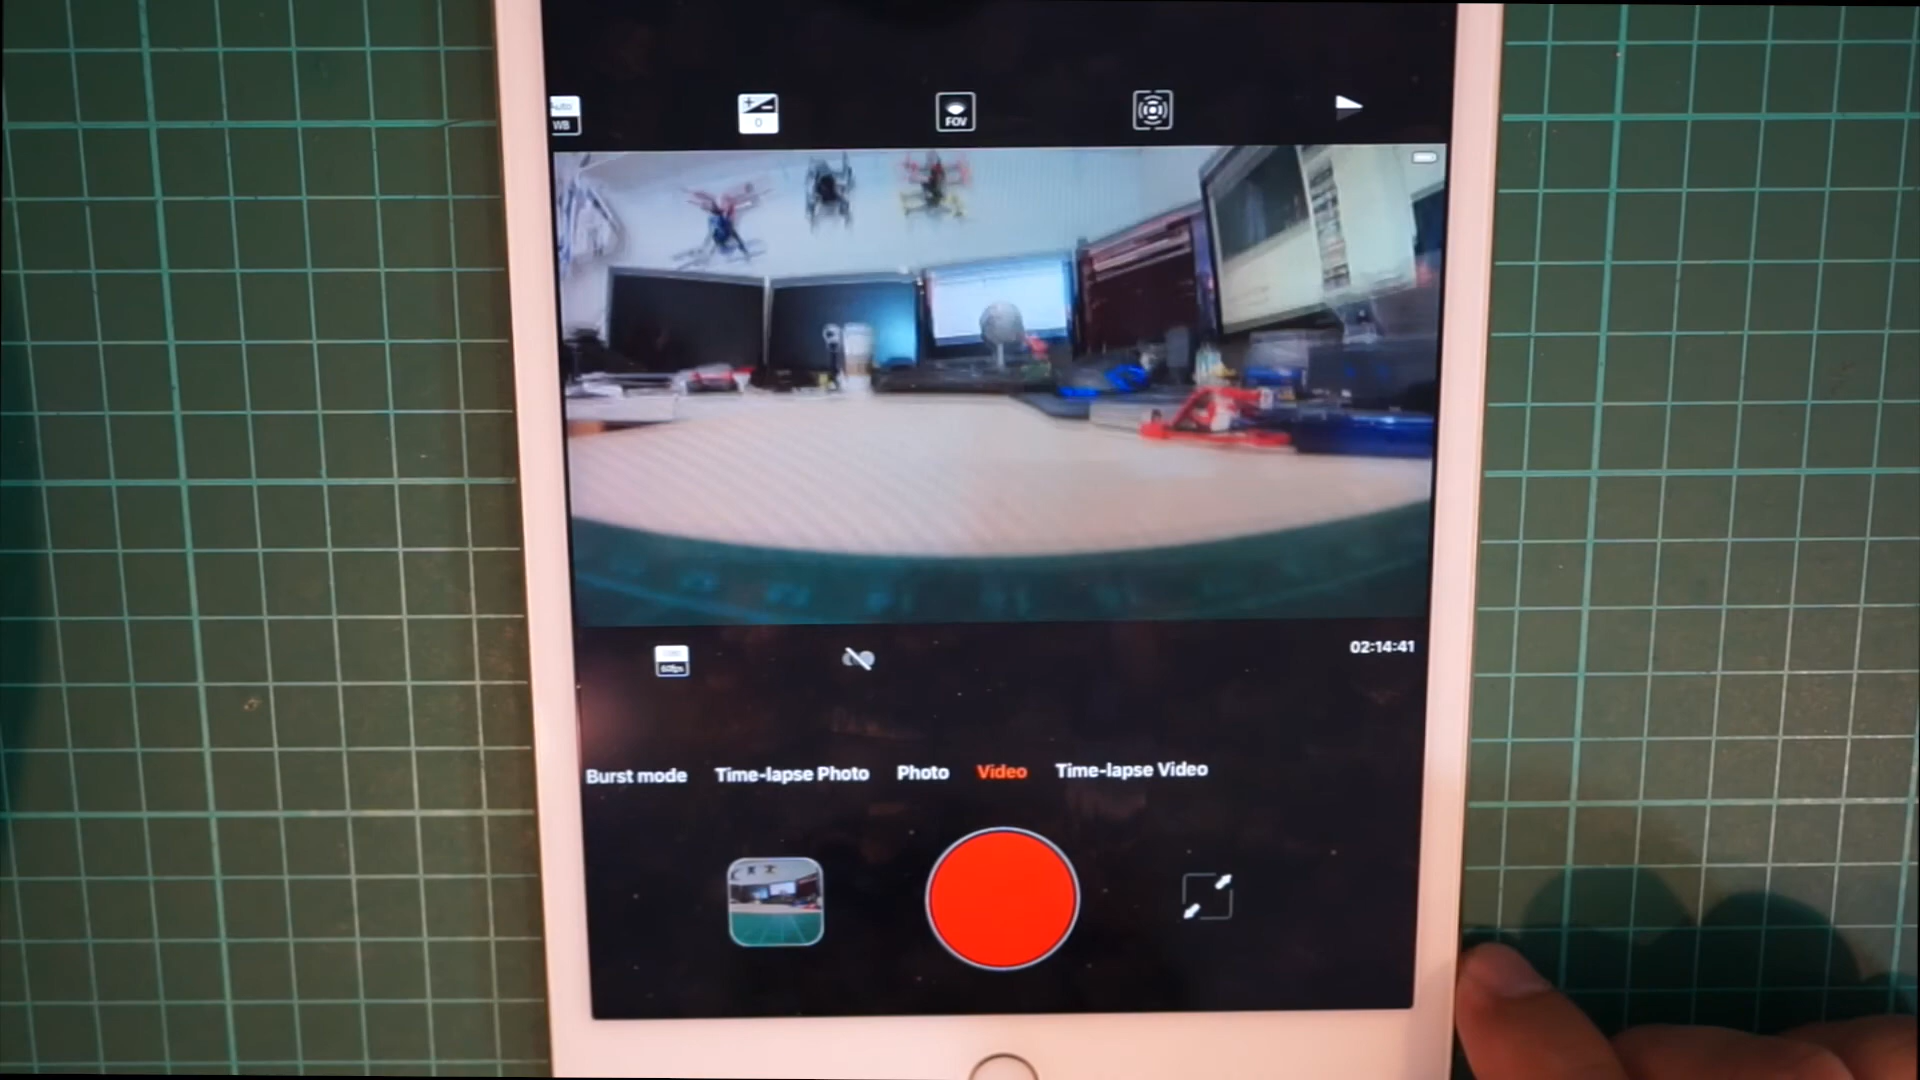 Auto
WB
0
FOV
60fps
02:14:41
Burst mode Time-lapse Photo Photo Video Time-lapse Video